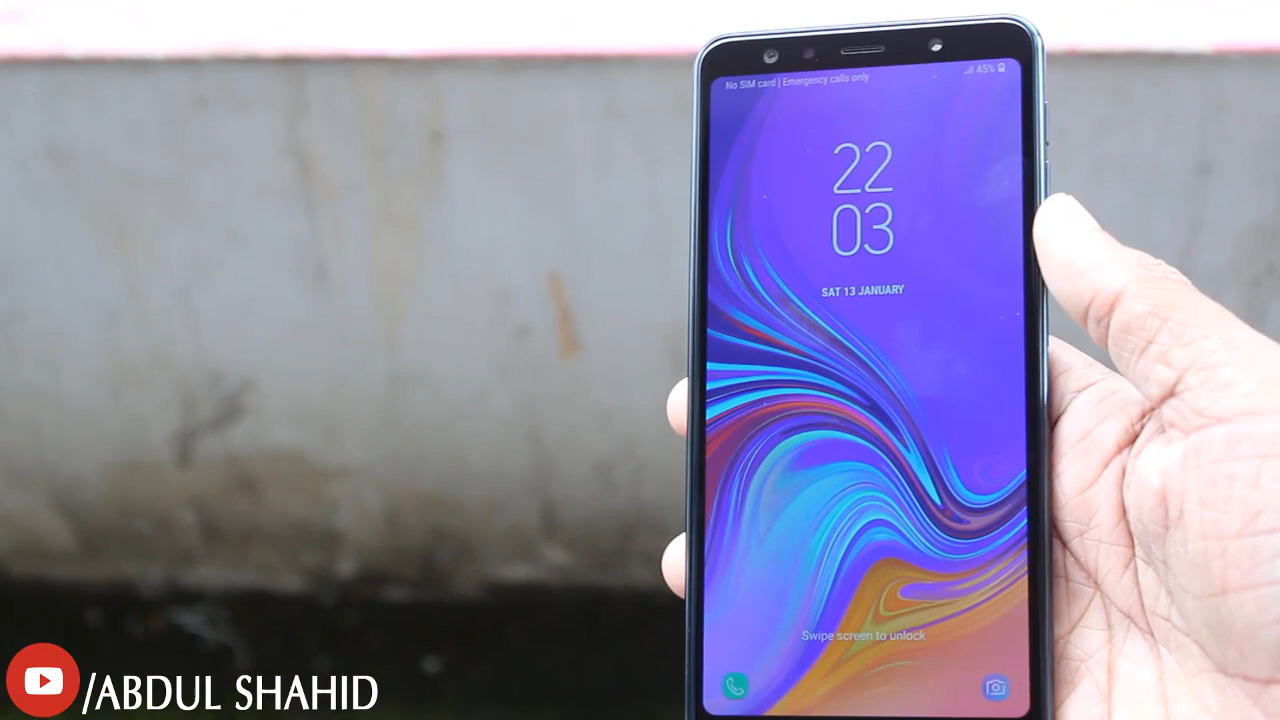 No SIM card | Emergency calls only
45%
22
03
SAT 13 JANUARY
Swipe screen to unlock
/ABDUL SHAHID